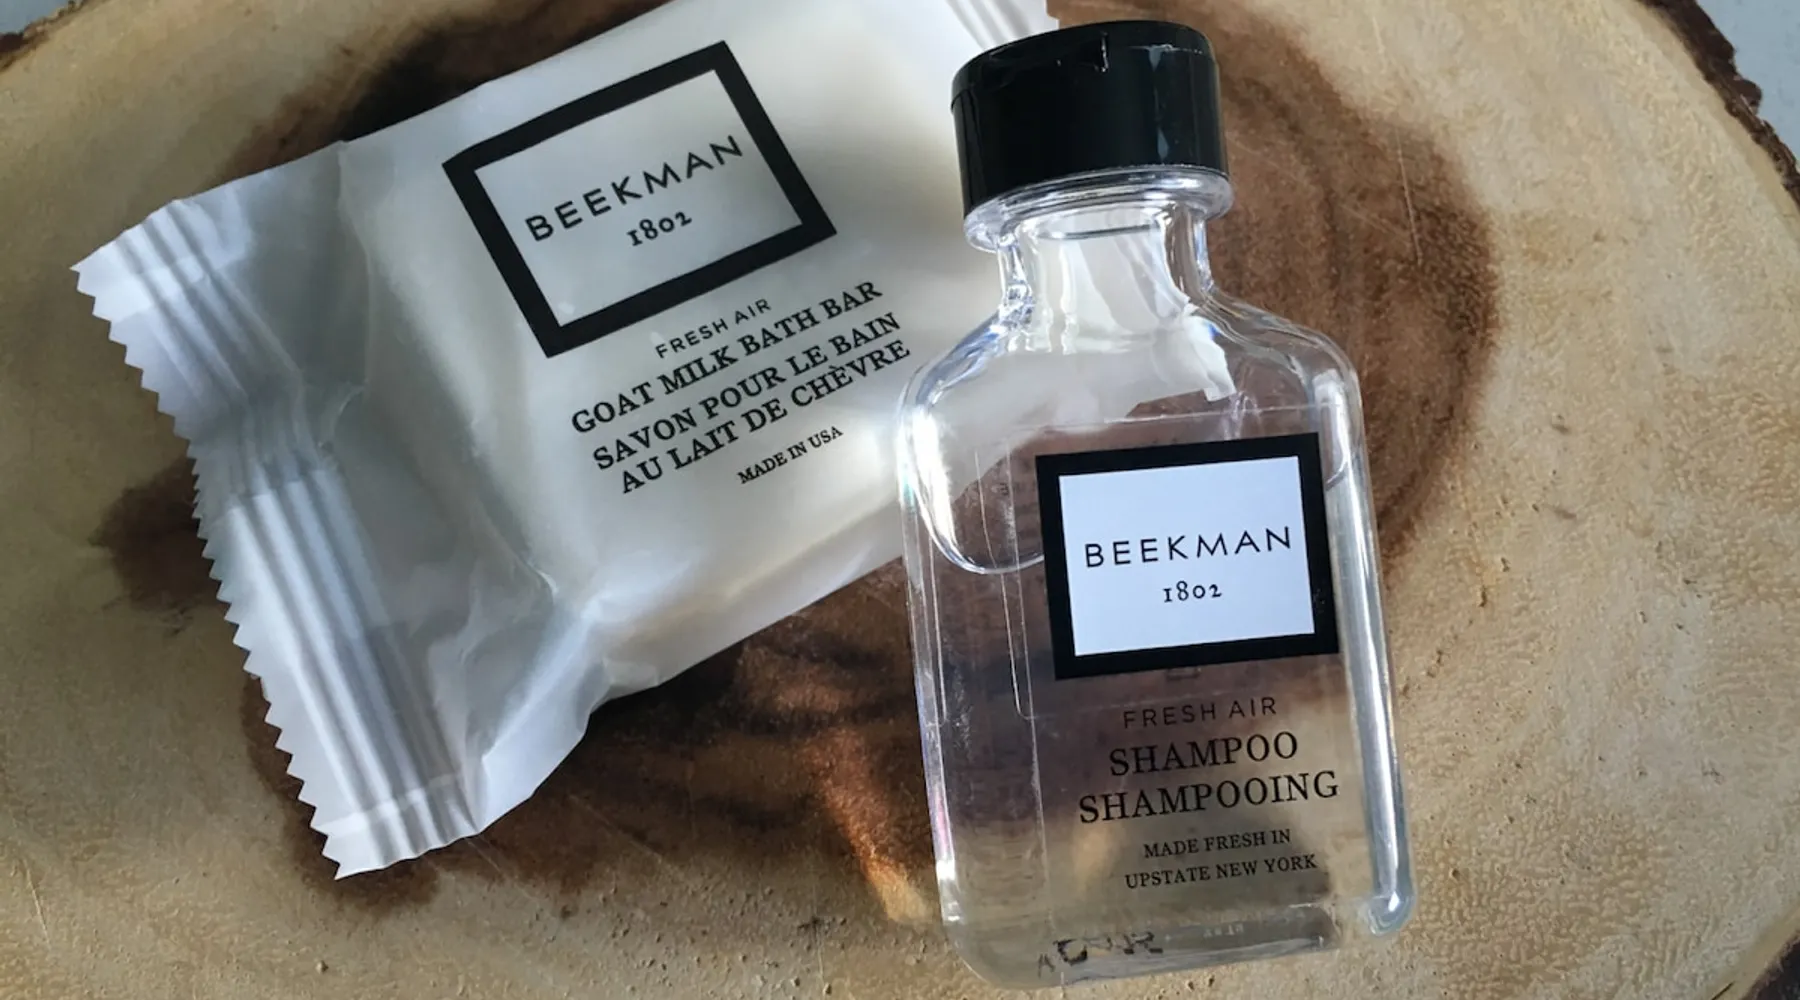 BEEKMAN
1802
FRESH AIR
GOAT MILK BATH BAR
SAVON POUR LE BAIN
AU LAIT DE CHÈVRE
MADE IN USA
BEEKMAN
1802
FRESH AIR
SHAMPOO
SHAMPOOING
MADE FRESH IN
UPSTATE NEW YORK